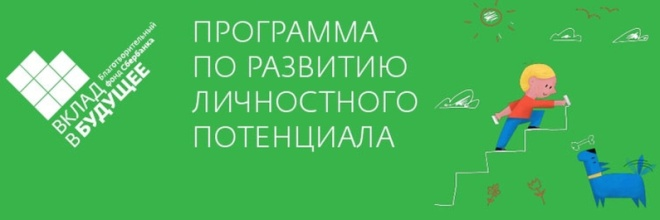 ВКЛАД
В БУДУЩЕЕ
Благотворительный
фонд Сбербанка
ПРОГРАММА
ПО РАЗВИТИЮ
ЛИЧНОСТНОГО
ПОТЕНЦИАЛА